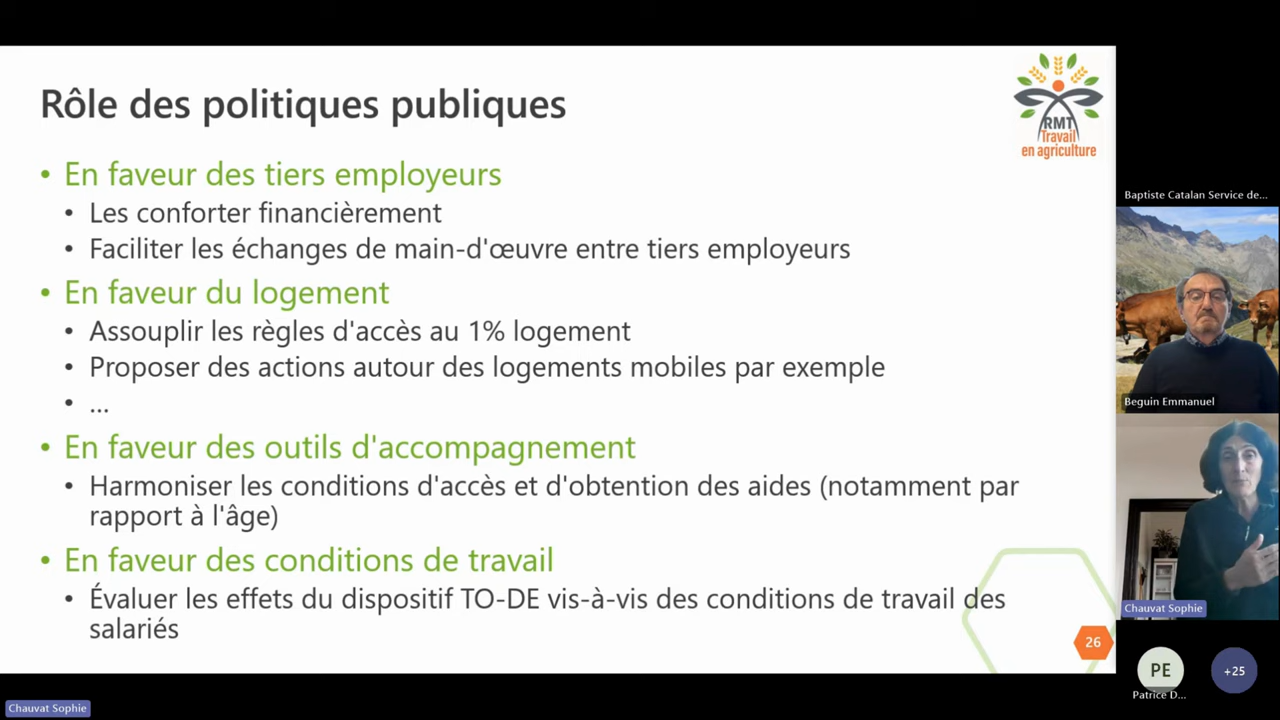 Rôle des politiques publiques
RMT
Travail
en agriculture
• En faveur des tiers employeurs
• Les conforter financièrement
• Faciliter les échanges de main-d'œuvre entre tiers employeurs
• En faveur du logement
• Assouplir les règles d'accès au 1% logement
• Proposer des actions autour des logements mobiles par exemple
• ...
• En faveur des outils d'accompagnement
• Harmoniser les conditions d'accès et d'obtention des aides (notamment par
rapport à l'âge)
• En faveur des conditions de travail
• Évaluer les effets du dispositif TO-DE vis-à-vis des conditions de travail des
salariés
26
Baptiste Catalan Service de...
Beguin Emmanuel
Chauvat Sophie
PE
Patrice D...
+25
Chauvat Sophie